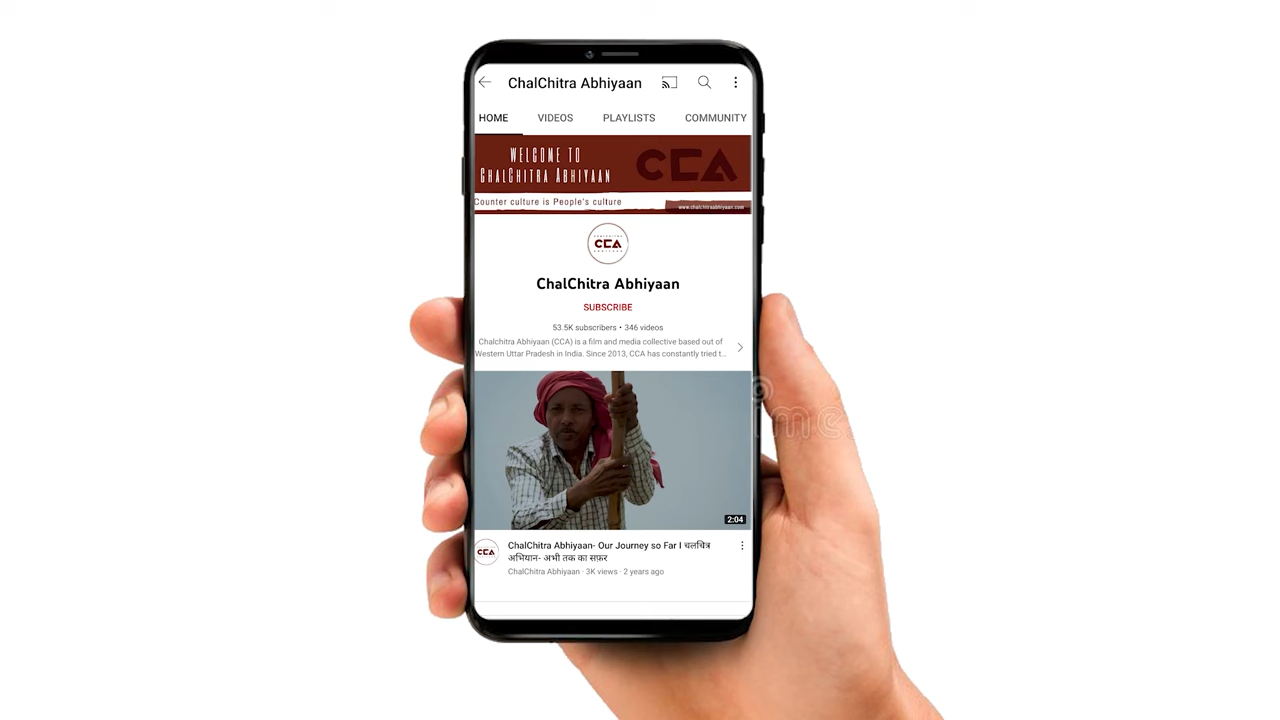 ChalChitra Abhiyaan
HOME VIDEOS PLAYLISTS COMMUNITY
WELCOME TO
CHALCHITRA ABHIYAAN
CCA
Counter culture is People's culture
www.chalchitraabhiyaan.com
CCA
ChalChitra Abhiyaan
SUBSCRIBE
53.5K subscribers • 346 videos
Chalchitra Abhiyaan (CCA) is a film and media collective based out of
Western Uttar Pradesh in India. Since 2013, CCA has constantly tried t...
2:04
CCA
ChalChitra Abhiyaan- Our Journey so Far I चलचित्र
अभियान- अभी तक का सफ़र
ChalChitra Abhiyaan · 3K views · 2 years ago